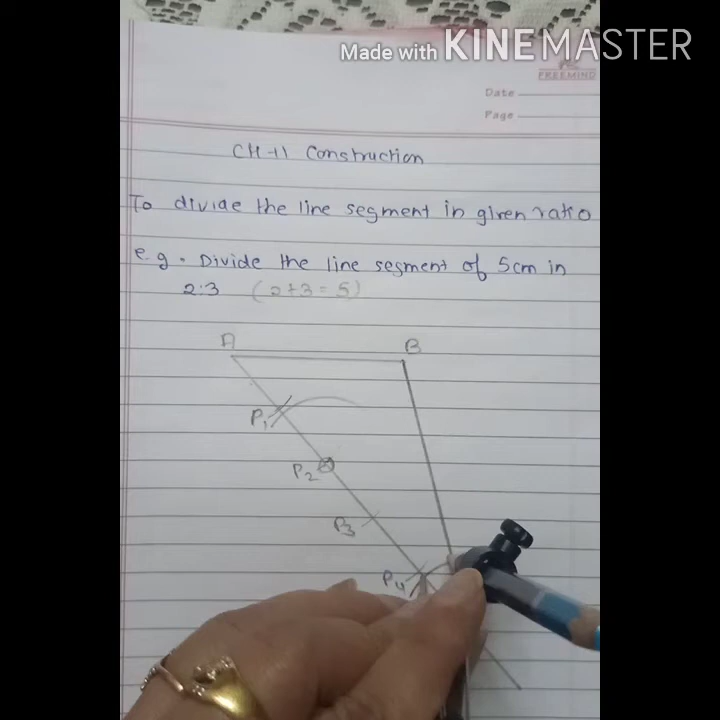 Made with KINEMASTER
FREEMIND
Date
Page
CH-11 Construction
To divide the line segment in given ratio
e.g. Divide the line segment of 5cm in
2:3 (2+3=5)
A B
P1
P2
P3
P4